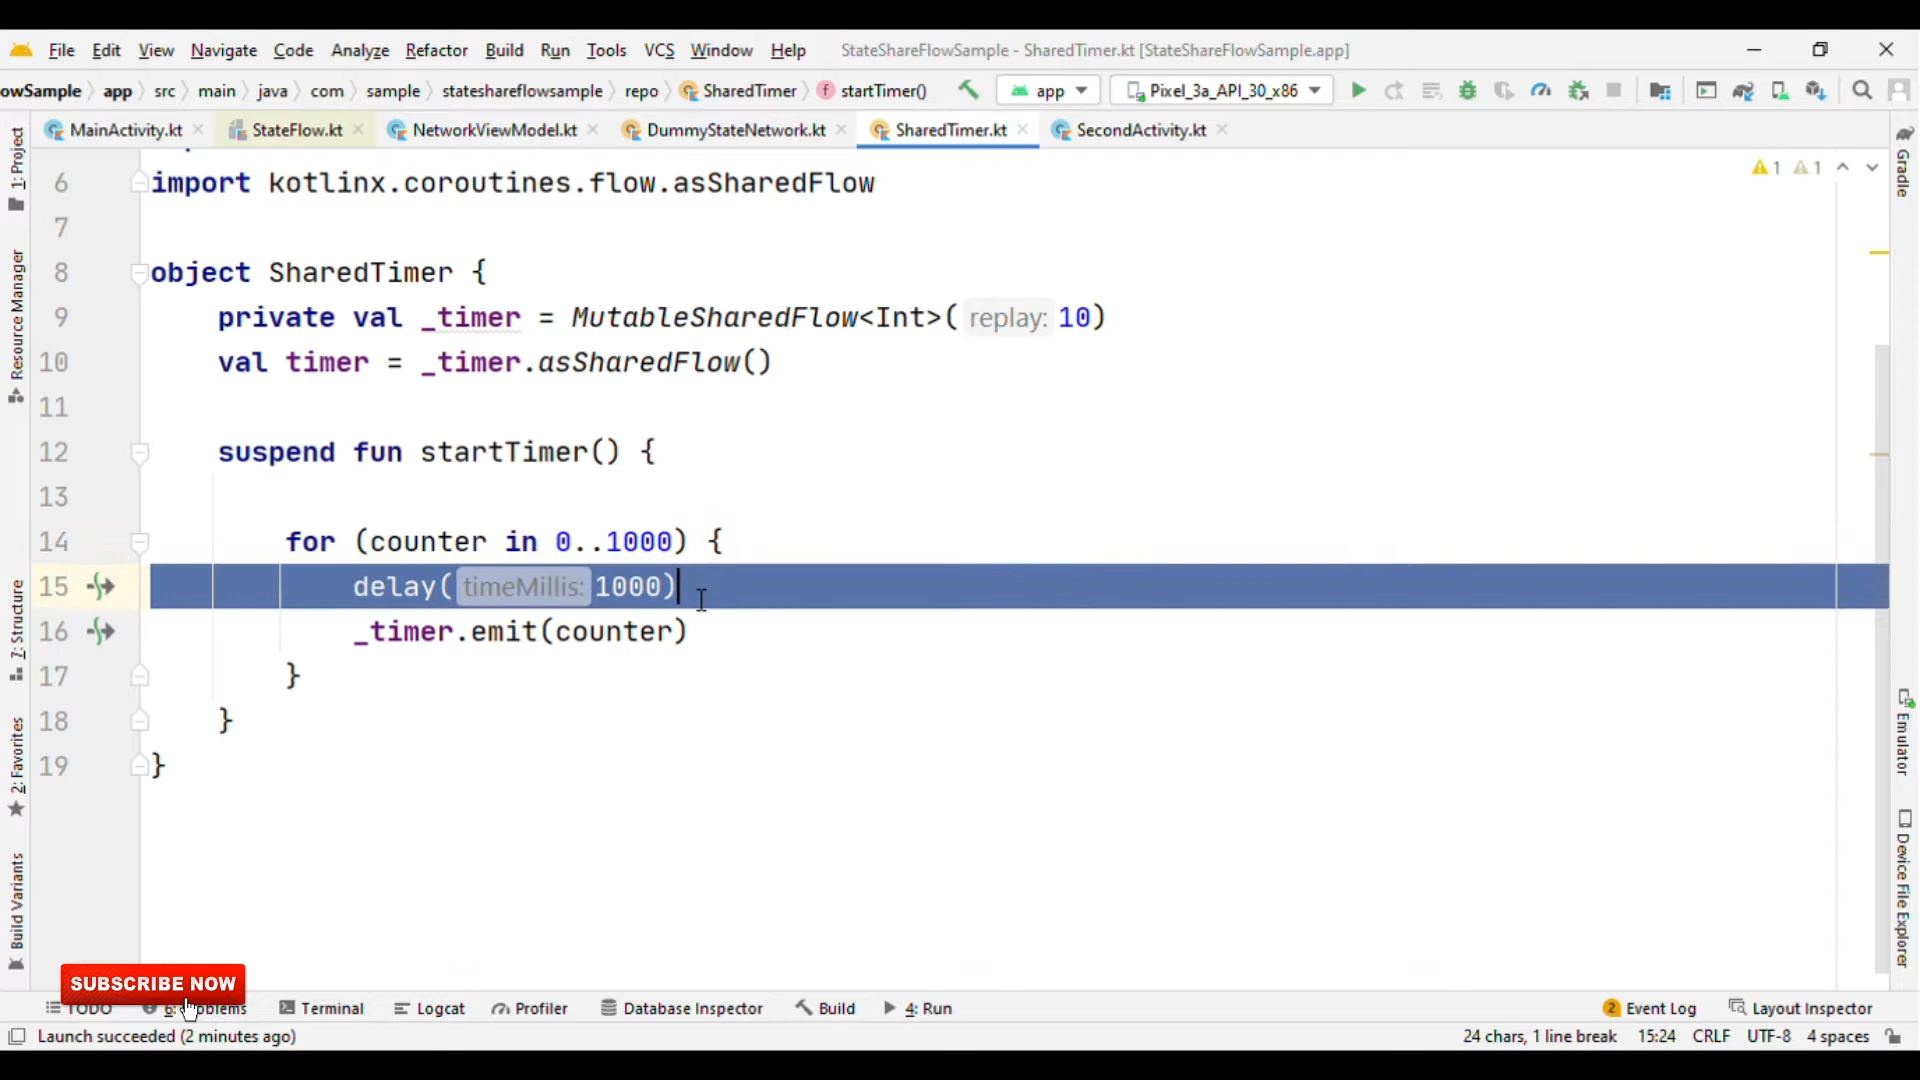 File Edit View Navigate Code Analyze Refactor Build Run Tools VCS Window Help StateShareFlowSample - SharedTimer.kt [StateShareFlowSample.app]
owSample app src main java com sample stateshareflowsample repo SharedTimer startTimer() app Pixel_3a_API_30_x86
MainActivity.kt StateFlow.kt NetworkViewModel.kt DummyStateNetwork.kt SharedTimer.kt SecondActivity.kt
1 1
6 import kotlinx.coroutines.flow.asSharedFlow
7
8 object SharedTimer {
9 private val _timer = MutableSharedFlow<Int>( replay: 10)
10 val timer = _timer.asSharedFlow()
11
12 suspend fun startTimer() {
13
14 for (counter in 0..1000) {
15 delay( timeMillis: 1000)
16 _timer.emit(counter)
17 }
18 }
19 }
1: Project
Resource Manager
7: Structure
2: Favorites
Build Variants
Gradle
Emulator
Device File Explorer
SUBSCRIBE NOW
TODO 6: Problems Terminal Logcat Profiler Database Inspector Build 4: Run 2 Event Log Layout Inspector
Launch succeeded (2 minutes ago) 24 chars, 1 line break 15:24 CRLF UTF-8 4 spaces